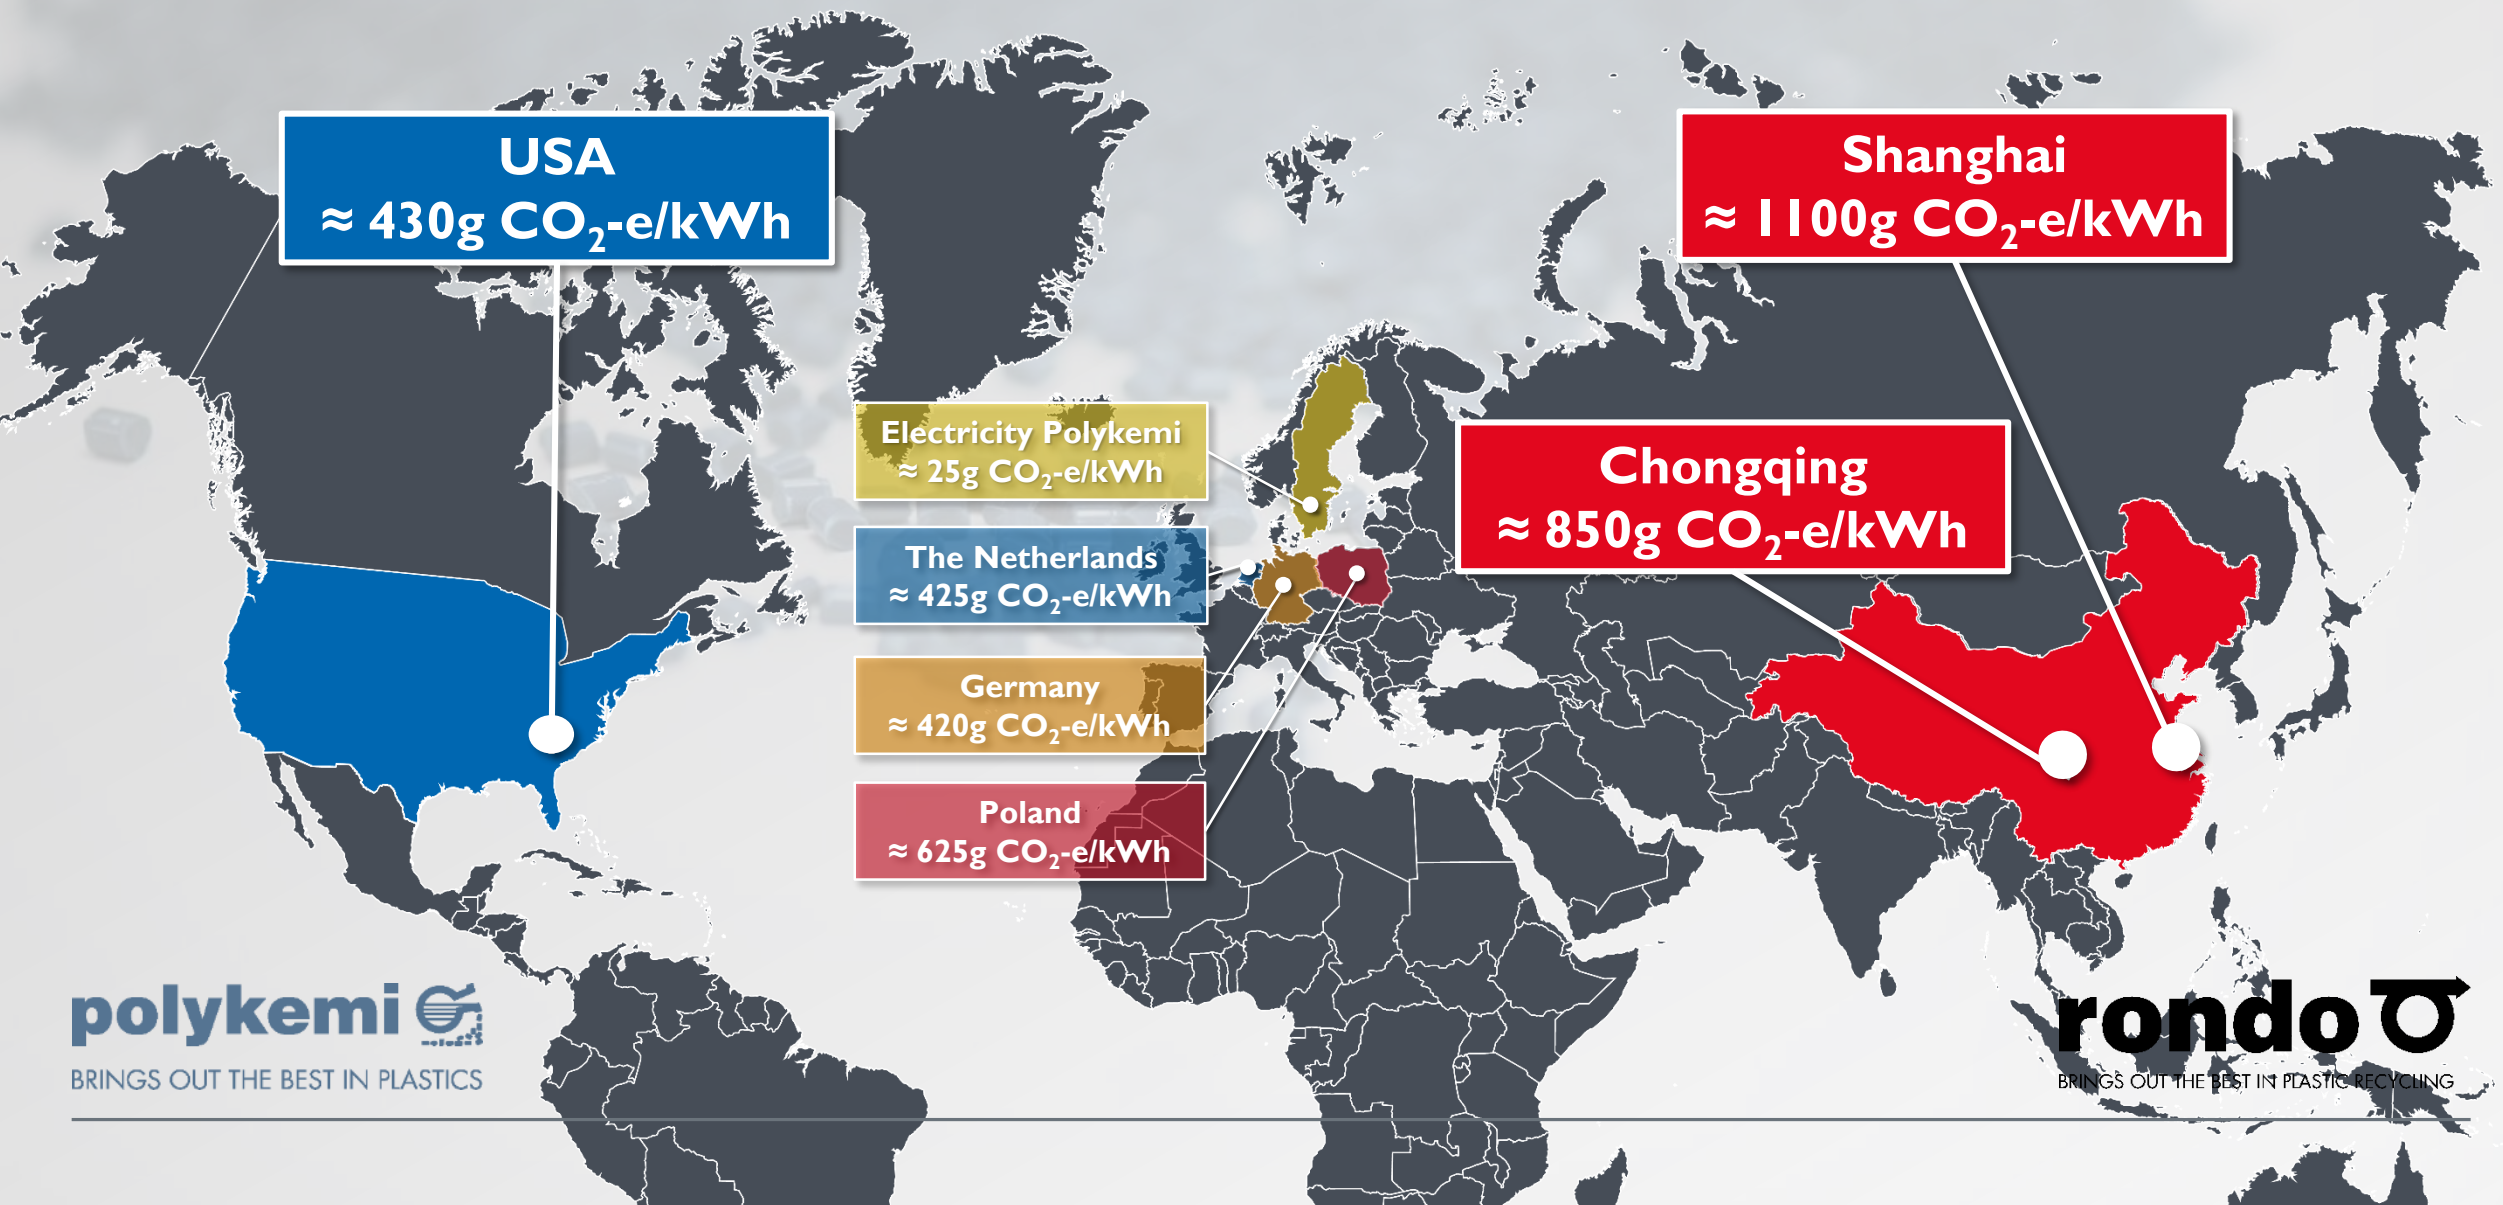 USA
≈ 430g CO₂-e/kWh
Shanghai
≈ 1100g CO₂-e/kWh
Electricity Polykemi
≈ 25g CO₂-e/kWh
Chongqing
≈ 850g CO₂-e/kWh
The Netherlands
≈ 425g CO₂-e/kWh
Germany
≈ 420g CO₂-e/kWh
Poland
≈ 625g CO₂-e/kWh
polykemi
BRINGS OUT THE BEST IN PLASTICS
rondo
BRINGS OUT THE BEST IN PLASTIC RECYCLING